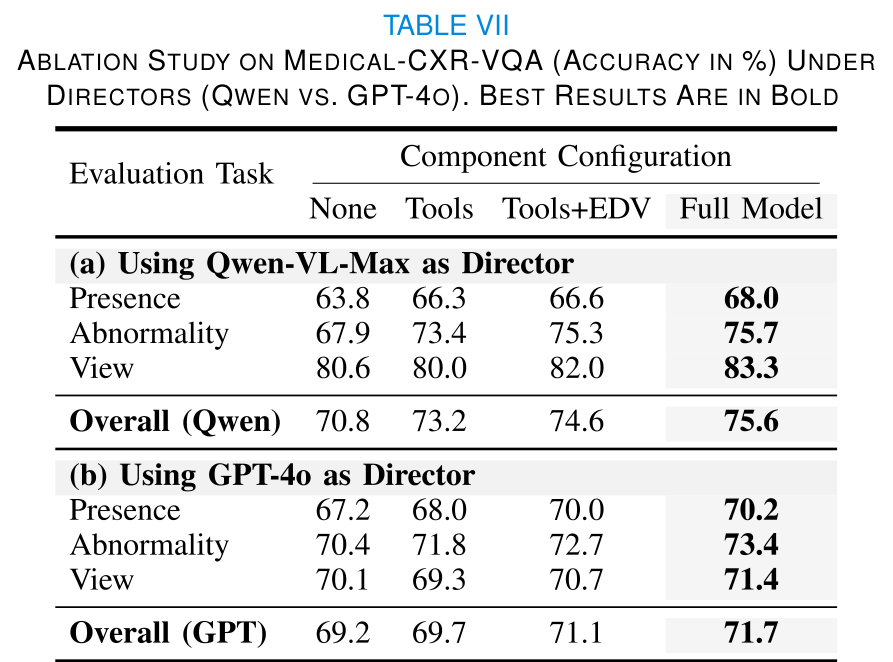 TABLE VII
ABLATION STUDY ON MEDICAL-CXR-VQA (ACCURACY IN %) UNDER
DIRECTORS (QWEN VS. GPT-4O). BEST RESULTS ARE IN BOLD
Evaluation Task Component Configuration
None Tools Tools+EDV Full Model
(a) Using Qwen-VL-Max as Director
Presence 63.8 66.3 66.6 68.0
Abnormality 67.9 73.4 75.3 75.7
View 80.6 80.0 82.0 83.3
Overall (Qwen) 70.8 73.2 74.6 75.6
(b) Using GPT-4o as Director
Presence 67.2 68.0 70.0 70.2
Abnormality 70.4 71.8 72.7 73.4
View 70.1 69.3 70.7 71.4
Overall (GPT) 69.2 69.7 71.1 71.7